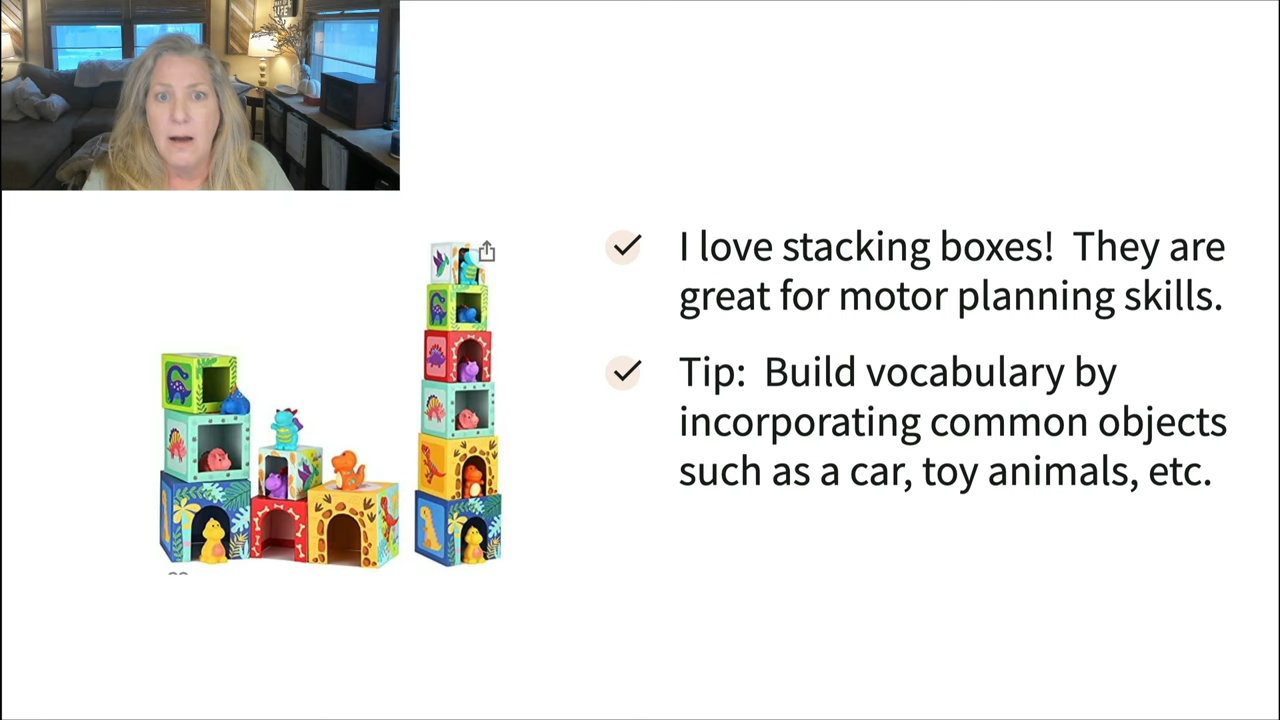 LIFE
I love stacking boxes!  They are
great for motor planning skills.
Tip:  Build vocabulary by
incorporating common objects
such as a car, toy animals, etc.